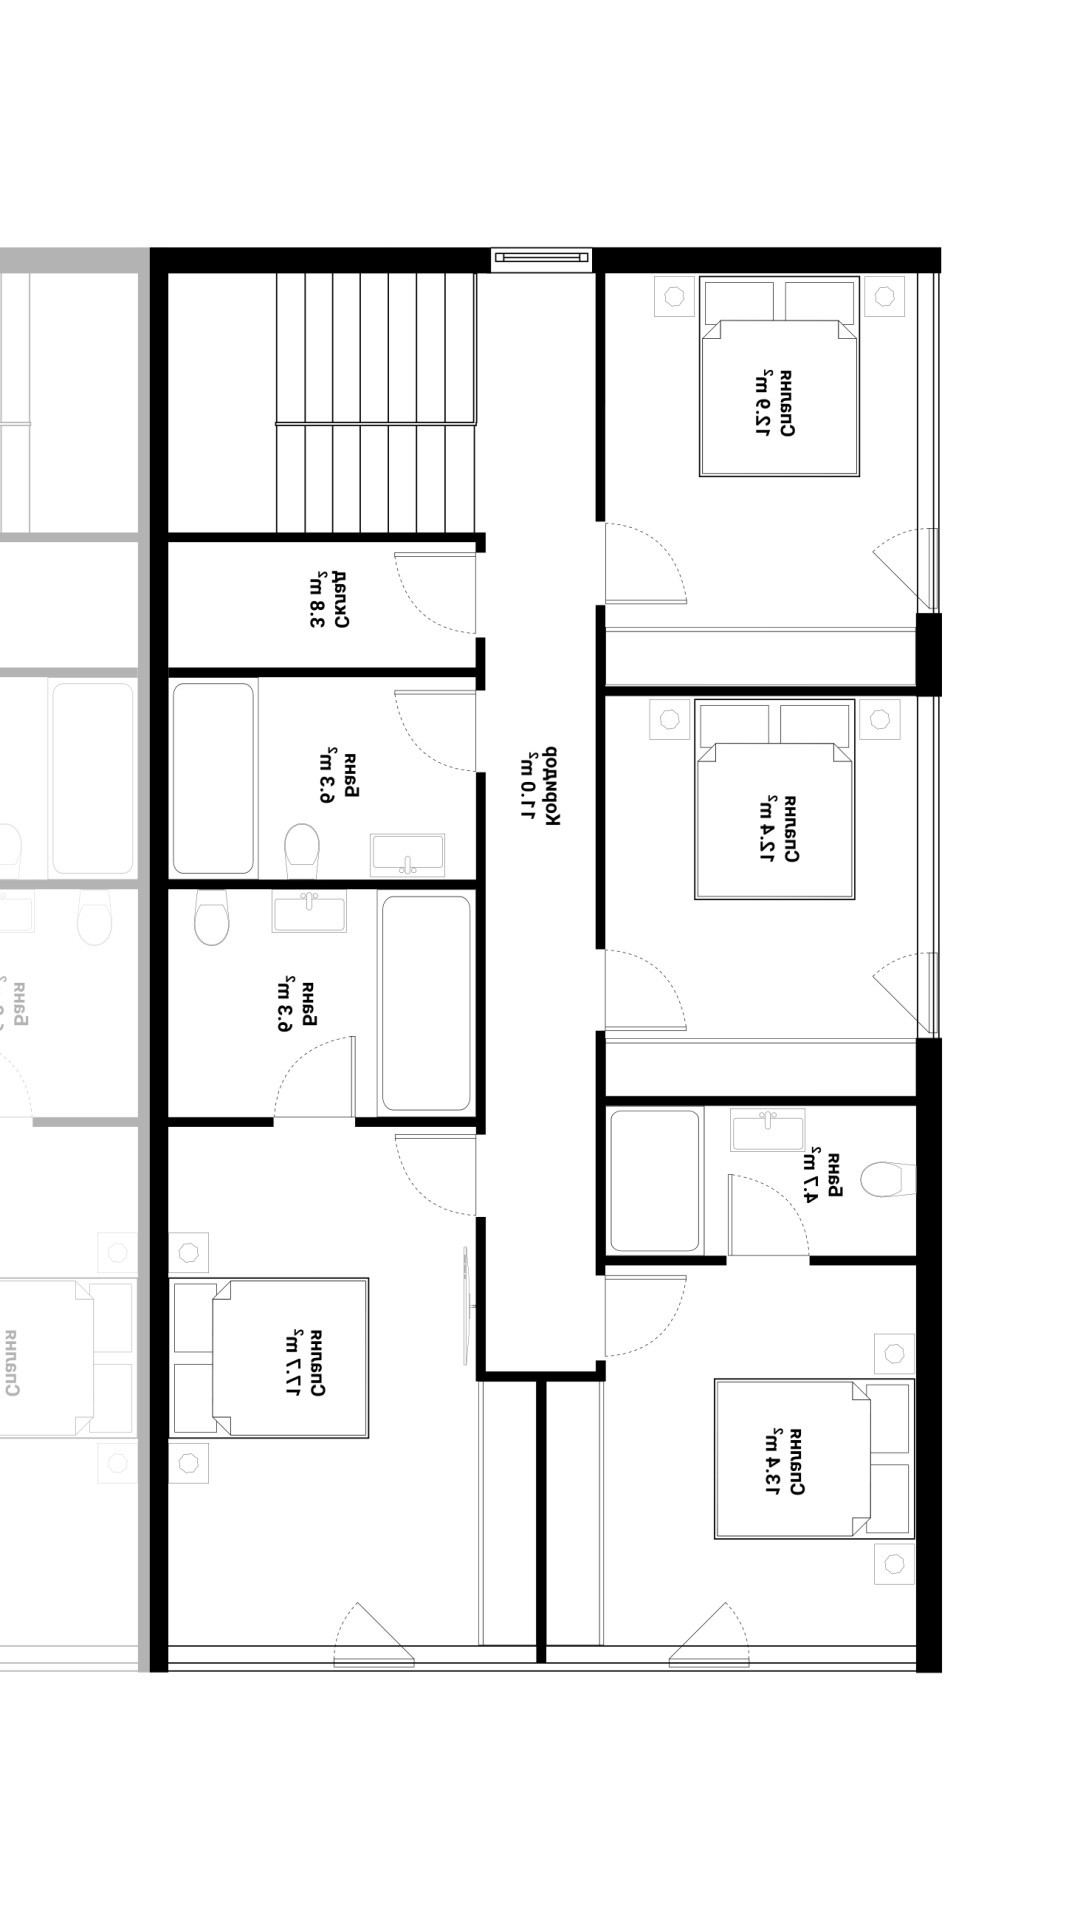 Спалня
12.9 m²
Склад
3.8 m²
Баня
6.3 m²
Коридор
11.0 m²
Спалня
12.4 m²
Баня
6.3 m²
Баня
Баня
4.7 m²
Спалня
17.7 m²
Спалня
Спалня
13.4 m²